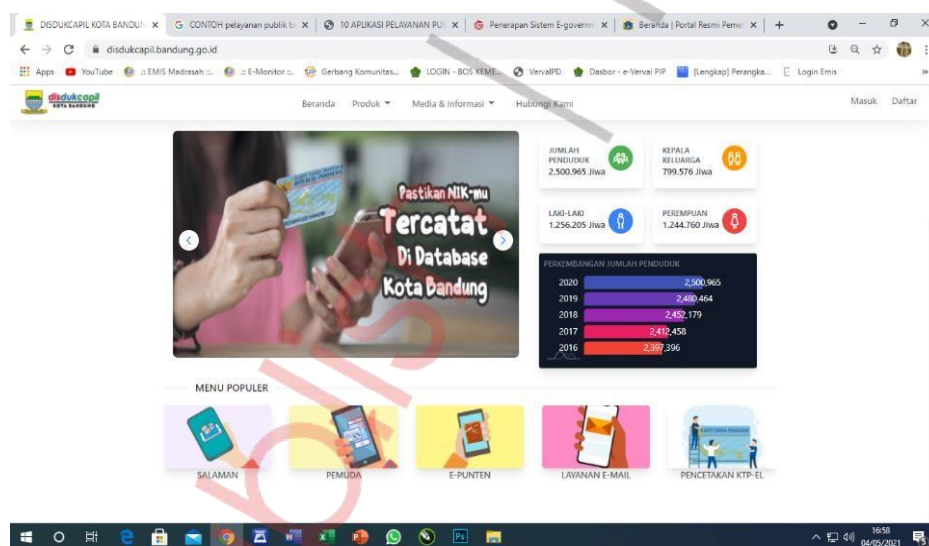 DISDUKCAPIL KOTA BANDUN
CONTOH pelayanan publik b
10 APLIKASI PELAYANAN PU
Penerapan Sistem E-govern
Beranda | Portal Resmi Pemer
disdukcapil.bandung.go.id
Apps
YouTube
:: EMIS Madrasah ::.
.:: E-Monitor ::.
Gerbang Komunitas...
LOGIN - BOS KEME...
VervalPD
Dasbor - e-Verval PIP
[Lengkap] Perangka...
Login Emis
disdukcapil
KOTA BANDUNG
Beranda
Produk
Media & Informasi
Hubungi Kami
Masuk
Daftar
Pastikan NIK-mu
Tercatat
Di Database
Kota Bandung
JUMLAH
PENDUDUK
2.500.965 Jiwa
KEPALA
KELUARGA
799.576 Jiwa
LAKI-LAKI
1.256.205 Jiwa
PEREMPUAN
1.244.760 Jiwa
PERKEMBANGAN JUMLAH PENDUDUK
2020 2,500,965
2019 2,480,464
2018 2,452,179
2017 2,412,458
2016 2,397,396
MENU POPULER
SALAMAN
PEMUDA
E-PUNTEN
LAYANAN E-MAIL
PENCETAKAN KTP-EL
16:58
04/05/2021